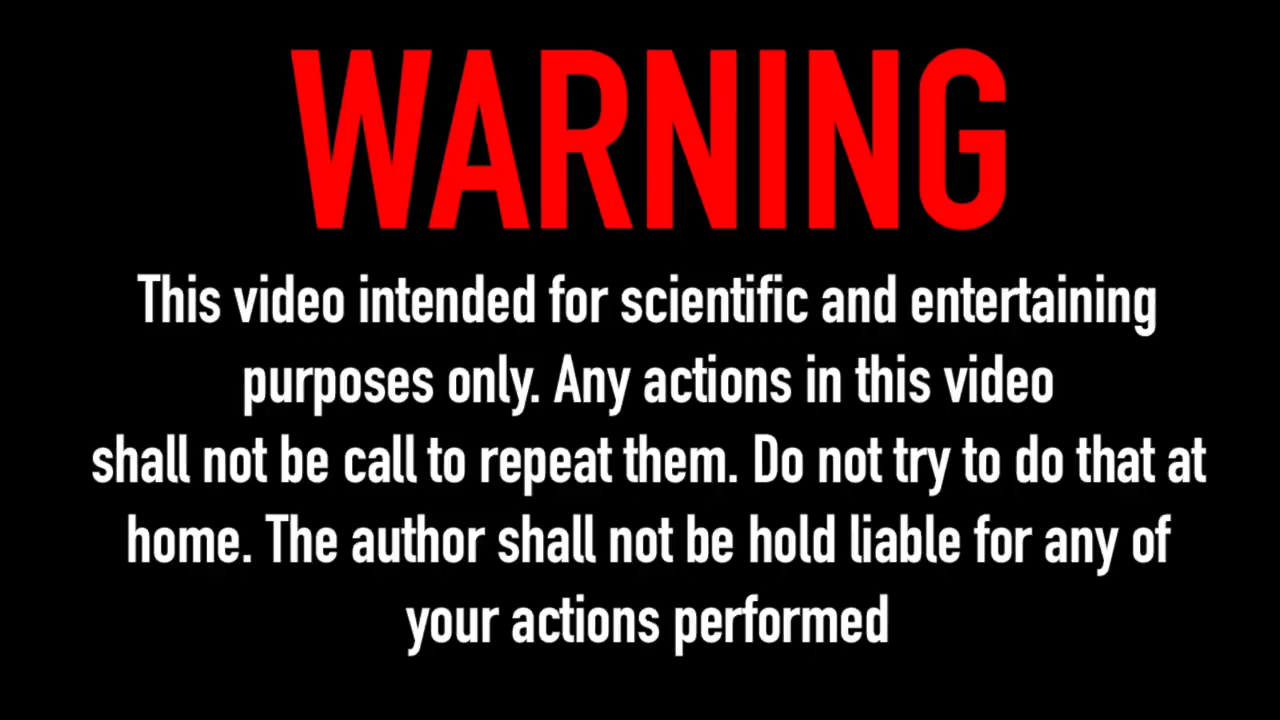 WARNING
This video intended for scientific and entertaining
purposes only. Any actions in this video
shall not be call to repeat them. Do not try to do that at
home. The author shall not be hold liable for any of
your actions performed